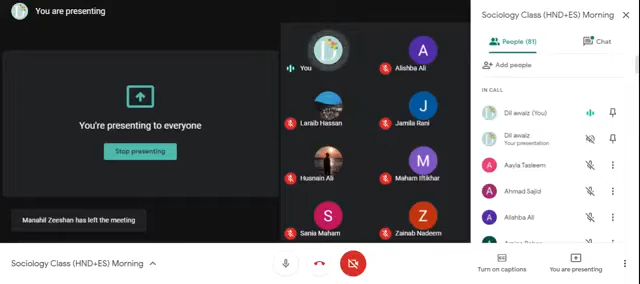 You are presenting
You're presenting to everyone
Stop presenting
Manahil Zeeshan has left the meeting
You
A
Alishba Ali
Laraib Hassan
J
Jamila Rani
Husnain Ali
M
Maham Iftikhar
S
Sania Maham
Z
Zainab Nadeem
Sociology Class (HND+ES) Morning
Sociology Class (HND+ES) Morning
People (81)
Chat
Add people
IN CALL
Dil awaiz (You)
Dil awaiz
Your presentation
A
Aayla Tasleem
A
Ahmad Sajid
A
Alishba Ali
Turn on captions
You are presenting